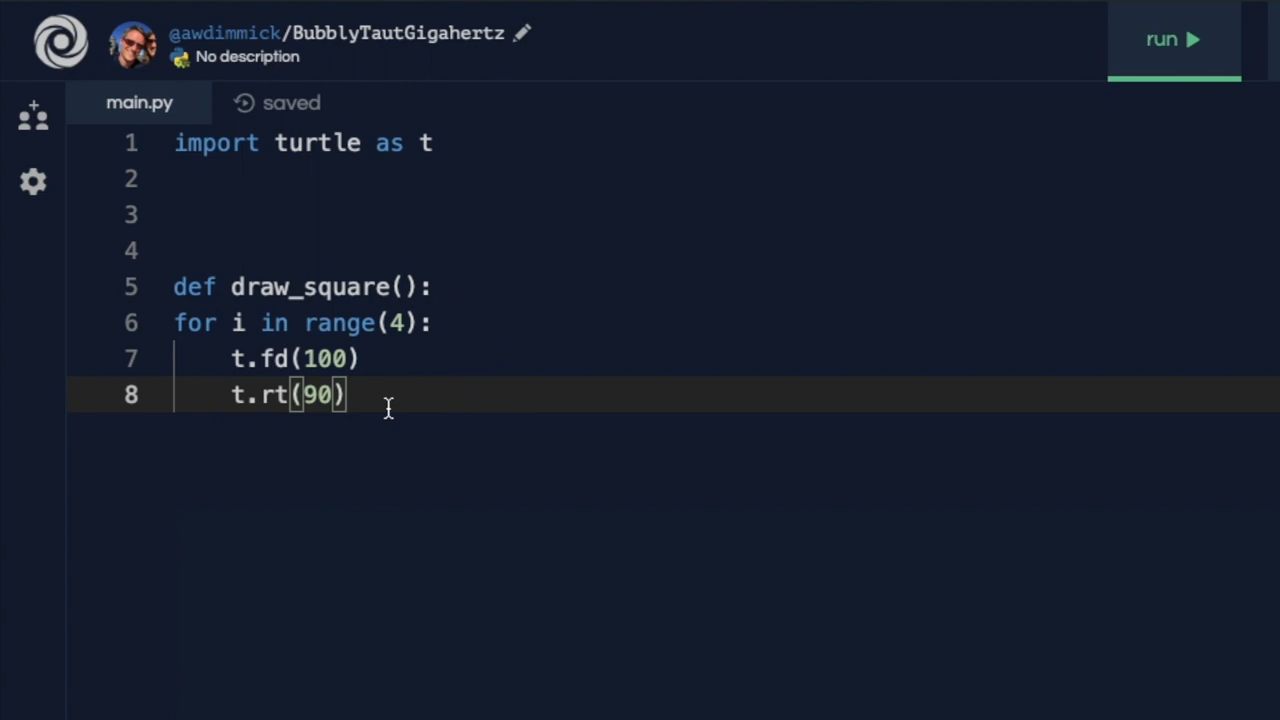 @awdimmick/BubblyTautGigahertz
No description
run
main.py
saved
1 import turtle as t
2
3
4
5 def draw_square():
6 for i in range(4):
7     t.fd(100)
8     t.rt(90)